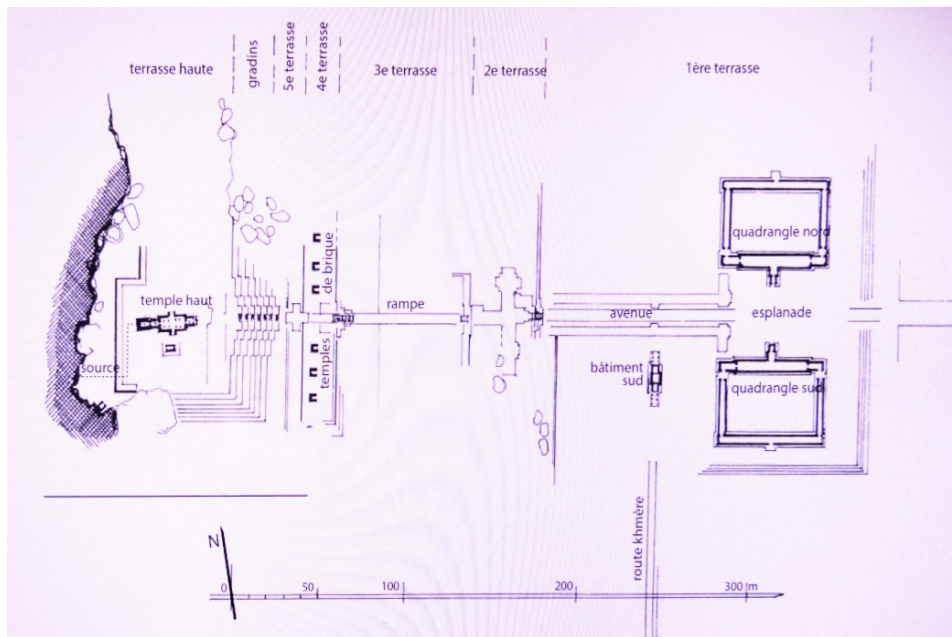 terrasse haute
gradins
5e terrasse
4e terrasse
3e terrasse
2e terrasse
1ère terrasse
quadrangle nord
de brique
temple haut
rampe
avenue
esplanade
source
temples
bâtiment
sud
quadrangle sud
route khmère
N
0
50
100
200
300 m